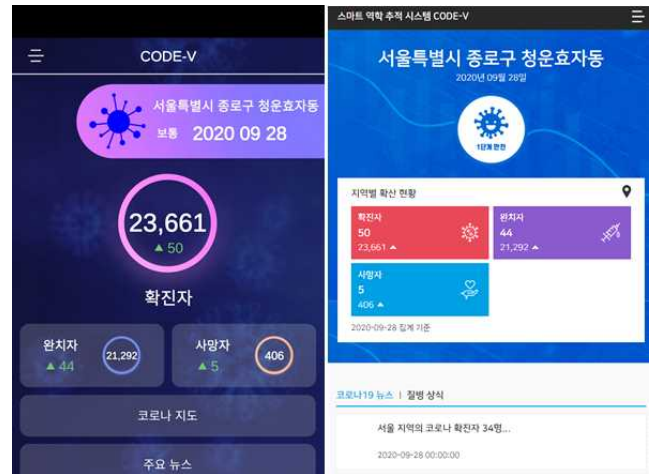 CODE-V
서울특별시 종로구 청운효자동
보통 2020 09 28
23,661
▲ 50
확진자
완치자
▲ 44
21,292
사망자
▲ 5
406
코로나 지도
주요 뉴스
스마트 역학 추적 시스템 CODE-V
서울특별시 종로구 청운효자동
2020년 09월 28일
1단계 안전
지역별 확산 현황
확진자
50
23,661 ▲
완치자
44
21,292 ▲
사망자
5
406 ▲
2020-09-28 집계 기준
코로나19 뉴스 | 질병 상식
서울 지역의 코로나 확진자 34명...
2020-09-28 00:00:00